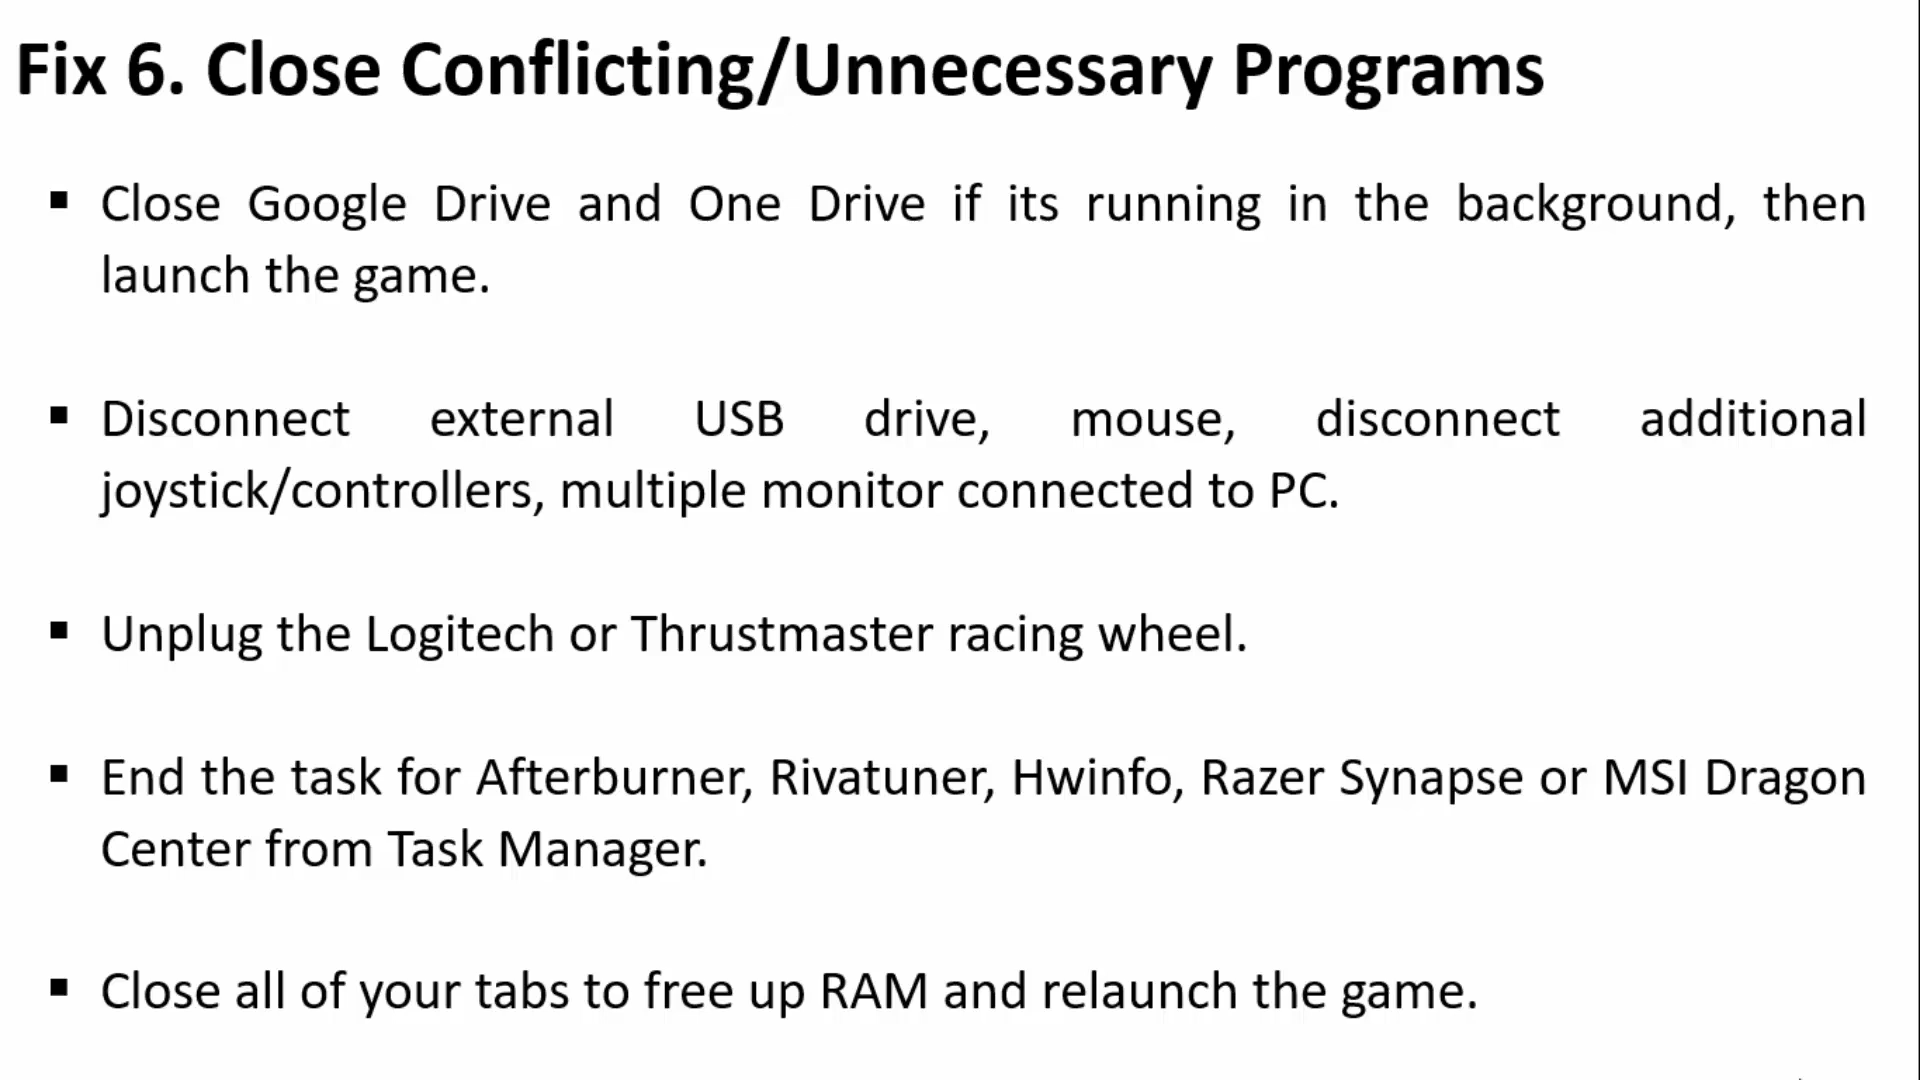 Fix 6. Close Conflicting/Unnecessary Programs
▪ Close Google Drive and One Drive if its running in the background, then
launch the game.
▪ Disconnect external USB drive, mouse, disconnect additional
joystick/controllers, multiple monitor connected to PC.
▪ Unplug the Logitech or Thrustmaster racing wheel.
▪ End the task for Afterburner, Rivatuner, Hwinfo, Razer Synapse or MSI Dragon
Center from Task Manager.
▪ Close all of your tabs to free up RAM and relaunch the game.